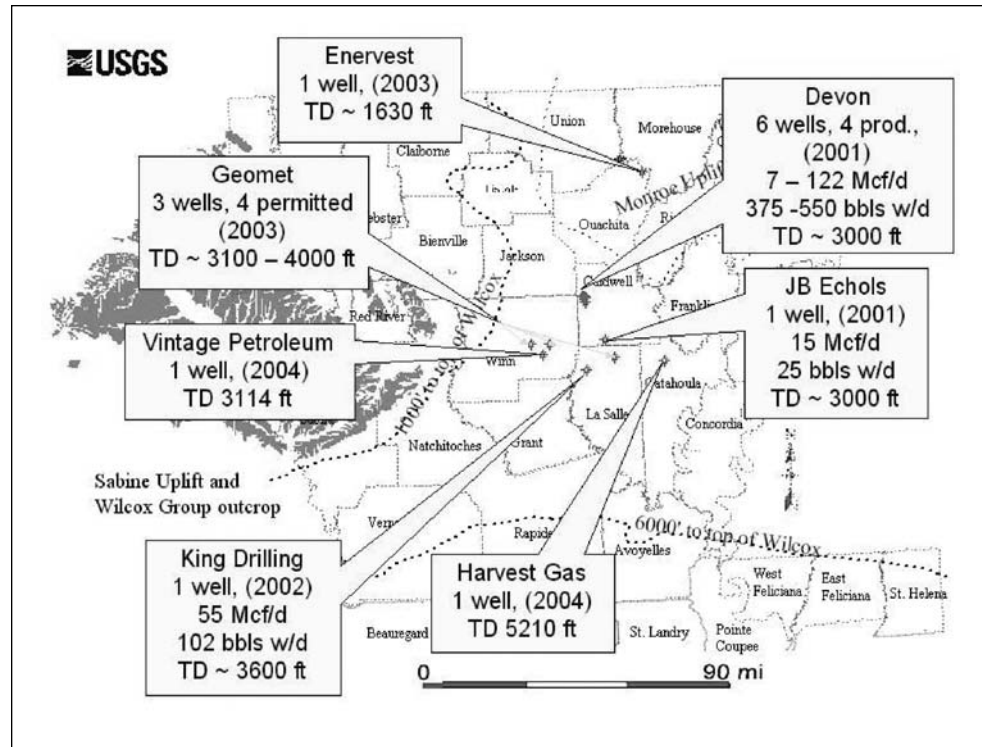 USGS
Enervest
1 well, (2003)
TD ~ 1630 ft
Devon
6 wells, 4 prod.,
(2001)
7 – 122 Mcf/d
375 -550 bbls w/d
TD ~ 3000 ft
Geomet
3 wells, 4 permitted
(2003)
TD ~ 3100 – 4000 ft
JB Echols
1 well, (2001)
15 Mcf/d
25 bbls w/d
TD ~ 3000 ft
Vintage Petroleum
1 well, (2004)
TD 3114 ft
King Drilling
1 well, (2002)
55 Mcf/d
102 bbls w/d
TD ~ 3600 ft
Harvest Gas
1 well, (2004)
TD 5210 ft
Union
Morehouse
Claiborne
Monroe Uplif
Ouachita
Bienville
Jackson
Red River
Winn
Catahoula
La Salle
Concordia
Natchitoches
Grant
1000' to top of Wilcox
Sabine Uplift and
Wilcox Group outcrop
6000' to top of Wilcox
Avoyelles
West
Feliciana
East
Feliciana
St. Helena
Beauregard
St. Landry
Pointe
Coupee
0
90 mi